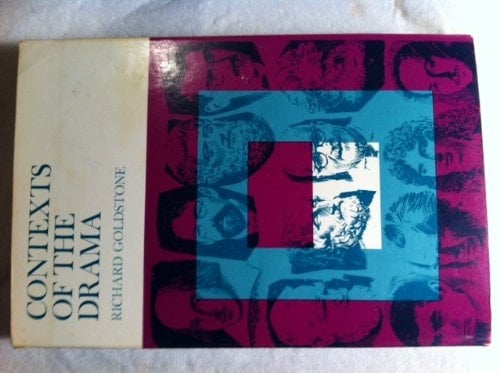 CONTEXTS
OF THE
DRAMA
RICHARD GOLDSTONE